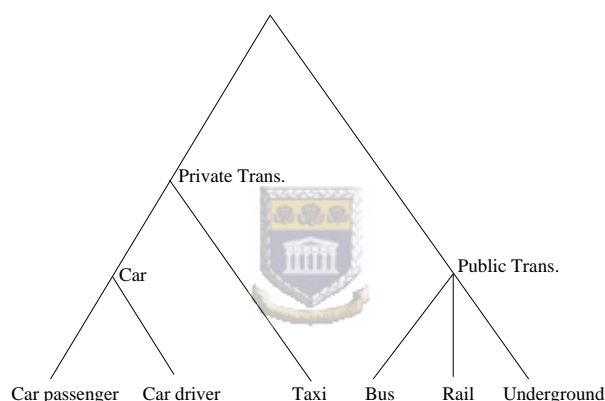 Private Trans.
Car
Public Trans.
Car passenger Car driver Taxi Bus Rail Underground